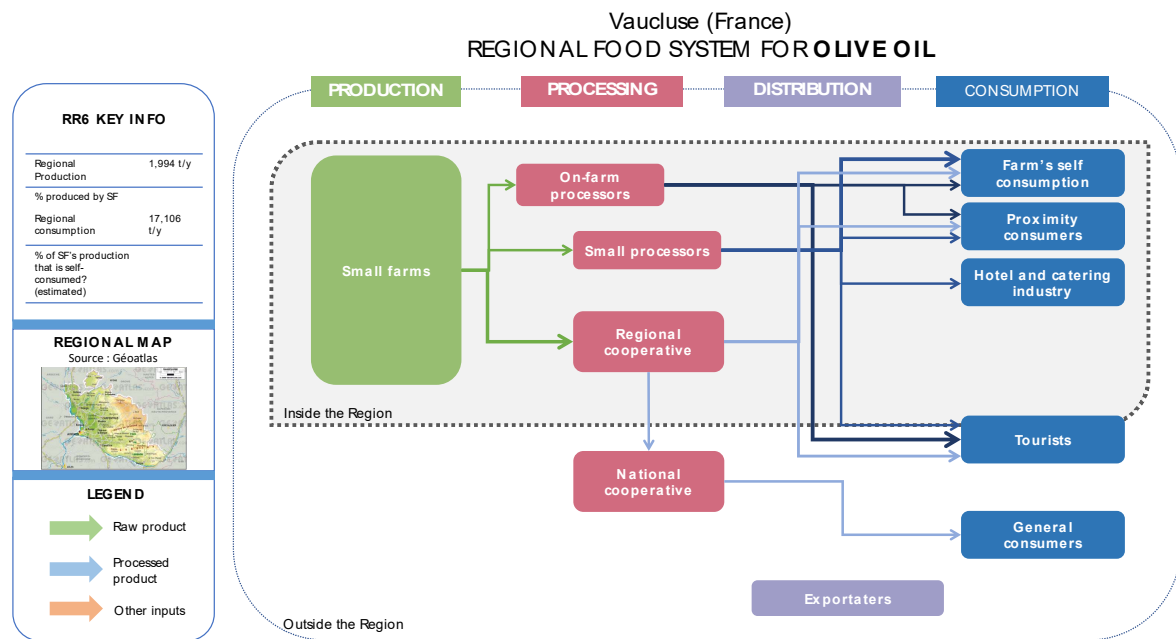 Vaucluse (France)
REGIONAL FOOD SYSTEM FOR OLIVE OIL
PRODUCTION
PROCESSING
DISTRIBUTION
CONSUMPTION
RR6 KEY INFO
Regional 1,994 t/y
Production
% produced by SF
Regional 17,106
consumption t/y
% of SF's production
that is self-
consumed?
(estimated)
REGIONAL MAP
Source : Géoatlas
LEGEND
Raw product
Processed
product
Other inputs
Small farms
On-farm
processors
Small processors
Regional
cooperative
National
cooperative
Farm's self
consumption
Proximity
consumers
Hotel and catering
industry
Tourists
General
consumers
Exportaters
Inside the Region
Outside the Region